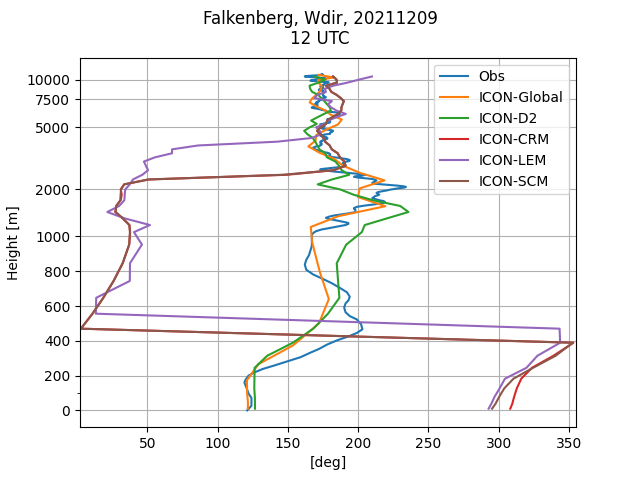 Falkenberg, Wdir, 20211209
12 UTC
Height [m]
10000
7500
5000
2000
1000
800
600
400
200
0
Obs
ICON-Global
ICON-D2
ICON-CRM
ICON-LEM
ICON-SCM
50 100 150 200 250 300 350
[deg]